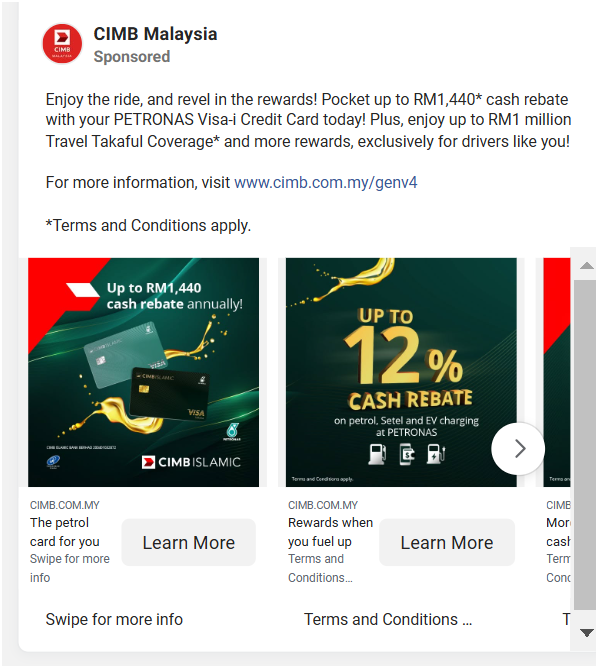 CIMB Malaysia
Sponsored
Enjoy the ride, and revel in the rewards! Pocket up to RM1,440* cash rebate
with your PETRONAS Visa-i Credit Card today! Plus, enjoy up to RM1 million
Travel Takaful Coverage* and more rewards, exclusively for drivers like you!
For more information, visit www.cimb.com.my/genv4
*Terms and Conditions apply.
Up to RM1,440
cash rebate annually!
CIMB ISLAMIC
VISA
PETRONAS
CIMB ISLAMIC
UP TO
12%
CASH REBATE
on petrol, Setel and EV charging
at PETRONAS
Terms and Conditions apply.
CIMB.COM.MY
The petrol
card for you
Swipe for more
info
Learn More
CIMB.COM.MY
Rewards when
you fuel up
Terms and
Conditions...
Learn More
CIMB.
More
cash
Term
Conc
Swipe for more info
Terms and Conditions ...
T